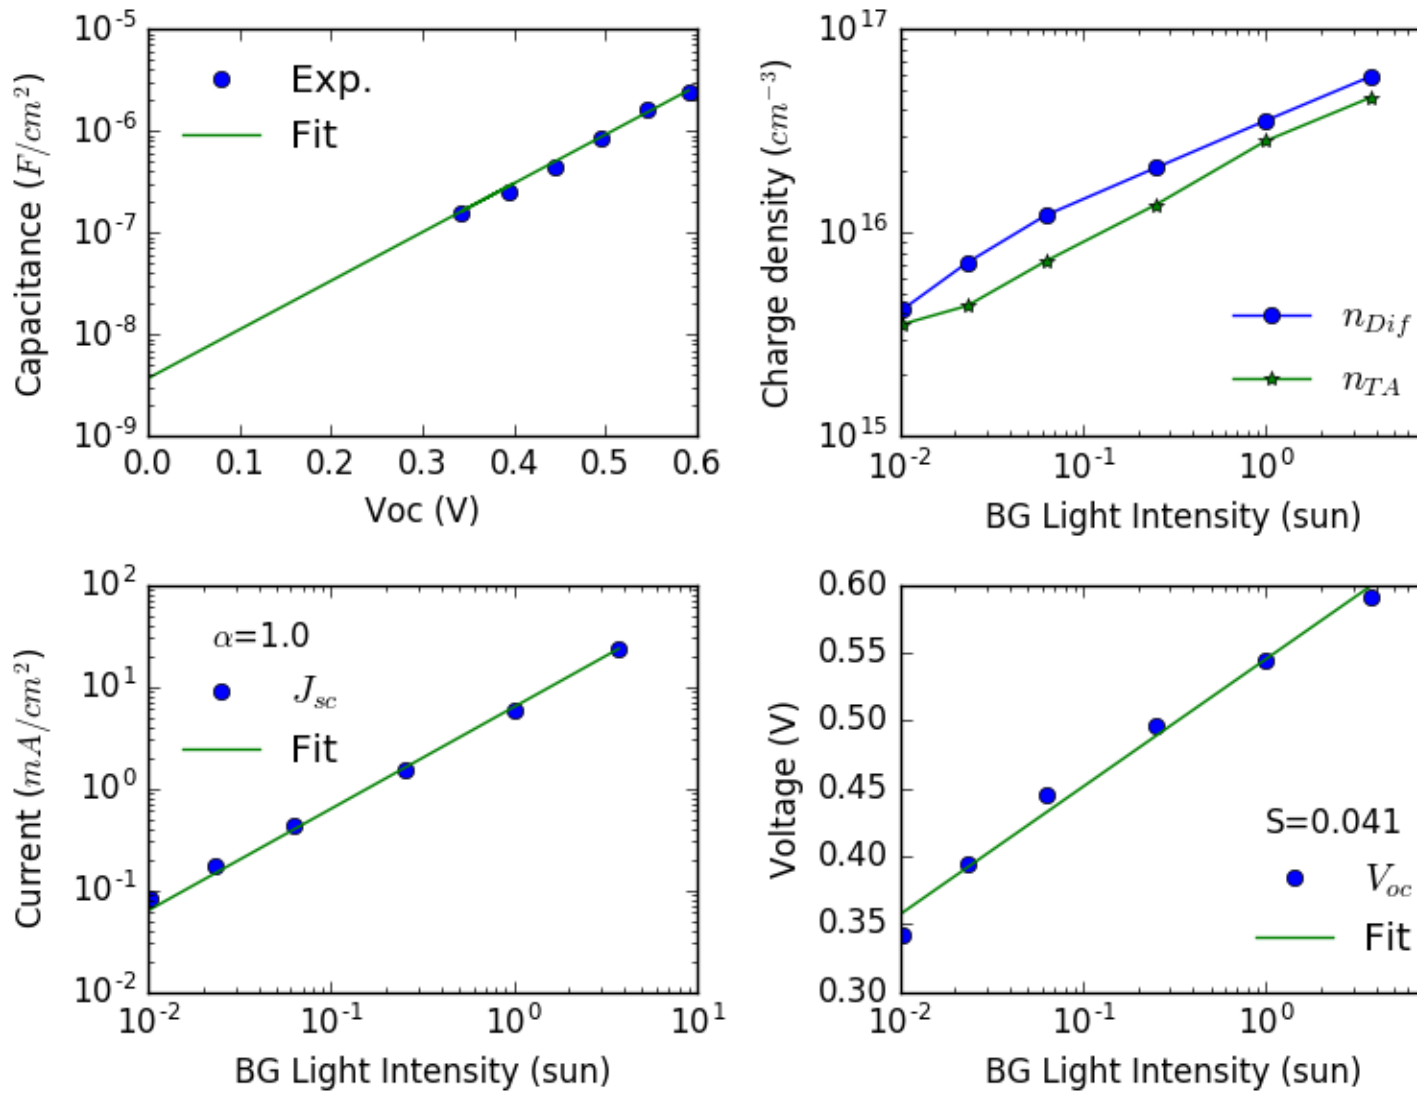 10^-5
10^-6
10^-7
10^-8
10^-9
Capacitance (F/cm^2)
Exp.
Fit
0.0 0.1 0.2 0.3 0.4 0.5 0.6
Voc (V)
10^17
10^16
10^15
Charge density (cm^-3)
n_Dif
n_TA
10^-2 10^-1 10^0
BG Light Intensity (sun)
10^2
10^1
10^0
10^-1
10^-2
Current (mA/cm^2)
α=1.0
J_sc
Fit
10^-2 10^-1 10^0 10^1
BG Light Intensity (sun)
0.60
0.55
0.50
0.45
0.40
0.35
0.30
Voltage (V)
S=0.041
V_oc
Fit
10^-2 10^-1 10^0
BG Light Intensity (sun)